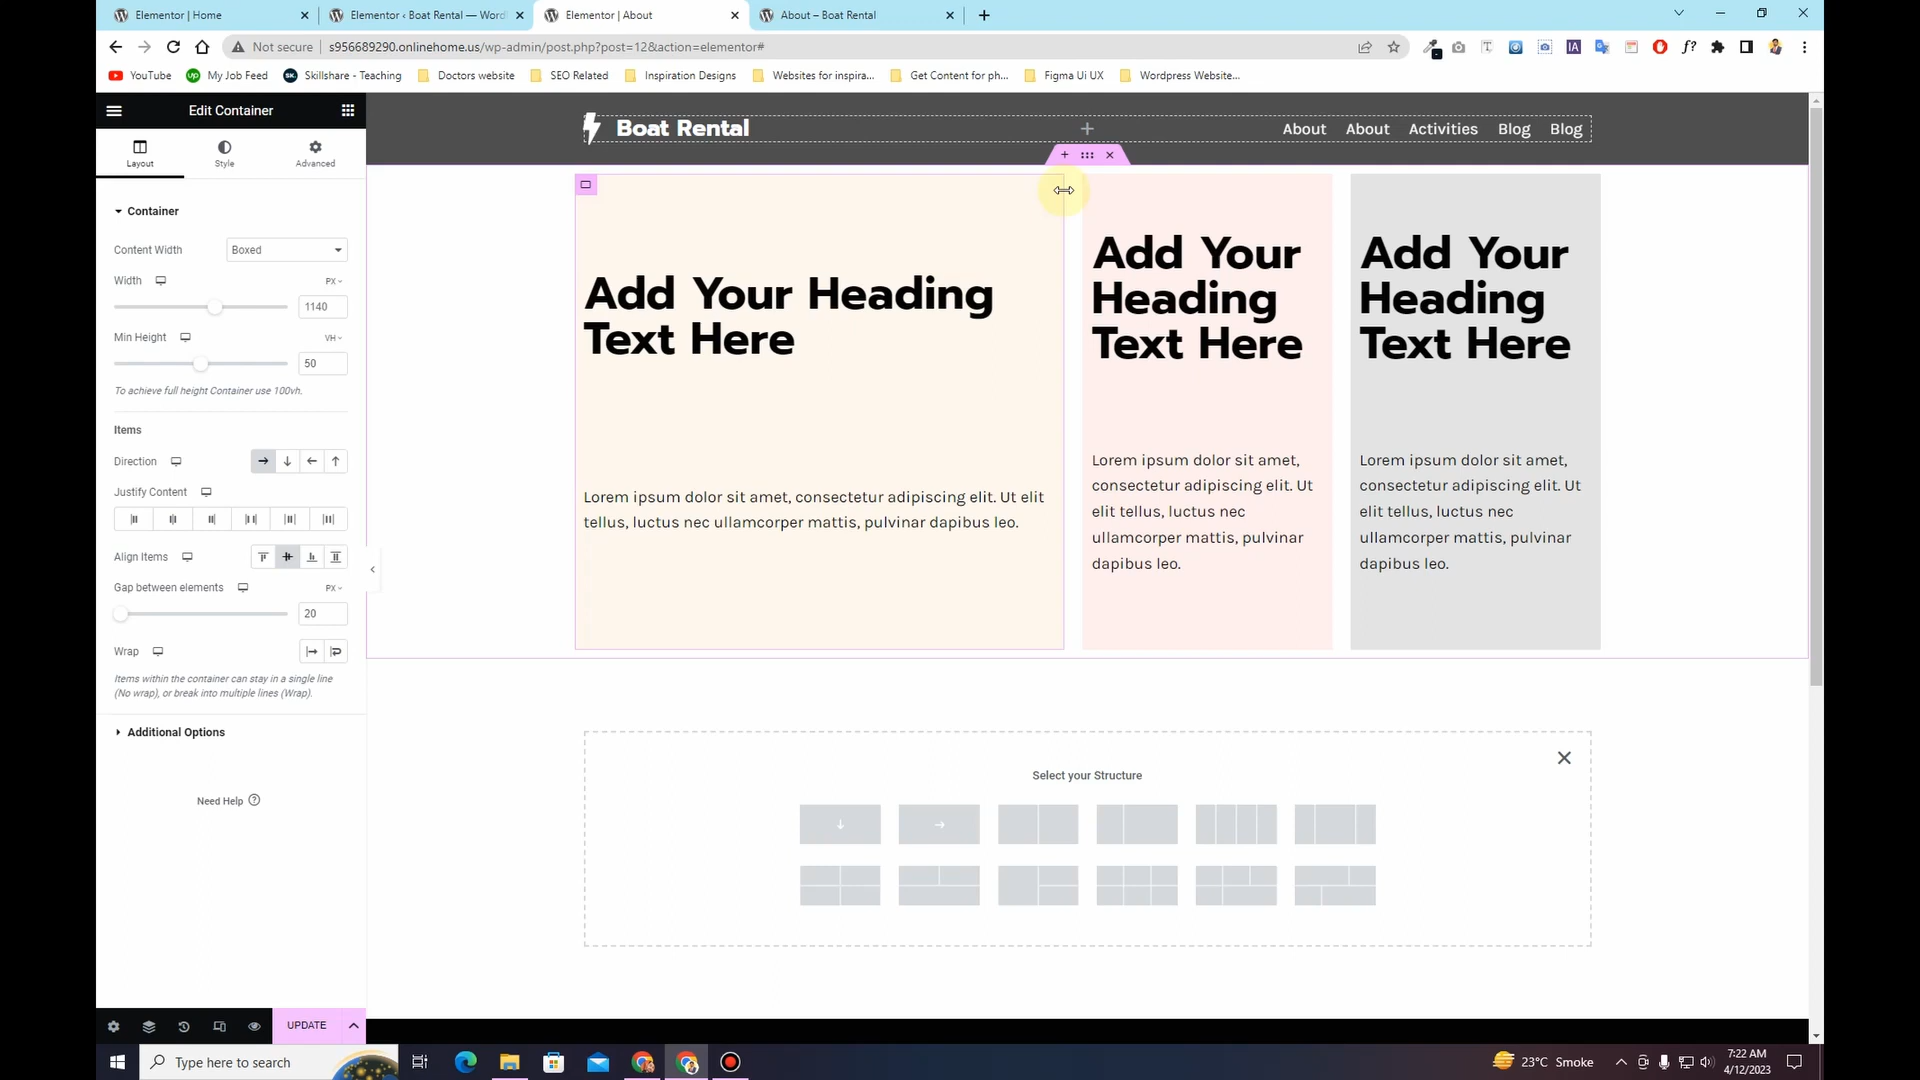 Elementor | Home
Elementor ‹ Boat Rental — Word
Elementor | About
About – Boat Rental
Not secure
s956689290.onlinehome.us/wp-admin/post.php?post=12&action=elementor#
YouTube
My Job Feed
Skillshare - Teaching
Doctors website
SEO Related
Inspiration Designs
Websites for inspira...
Get Content for ph...
Figma Ui UX
Wordpress Website...
Edit Container
Layout
Style
Advanced
Container
Content Width
Boxed
Width
PX
1140
Min Height
VH
50
To achieve full height Container use 100vh.
Items
Direction
Justify Content
Align Items
Gap between elements
PX
20
Wrap
Items within the container can stay in a single line
(No wrap), or break into multiple lines (Wrap).
Additional Options
Need Help
UPDATE
Boat Rental
About
About
Activities
Blog
Blog
Add Your Heading
Text Here
Lorem ipsum dolor sit amet, consectetur adipiscing elit. Ut elit
tellus, luctus nec ullamcorper mattis, pulvinar dapibus leo.
Add Your
Heading
Text Here
Lorem ipsum dolor sit amet,
consectetur adipiscing elit. Ut
elit tellus, luctus nec
ullamcorper mattis, pulvinar
dapibus leo.
Add Your
Heading
Text Here
Lorem ipsum dolor sit amet,
consectetur adipiscing elit. Ut
elit tellus, luctus nec
ullamcorper mattis, pulvinar
dapibus leo.
Select your Structure
Type here to search
23°C Smoke
7:22 AM
4/12/2023